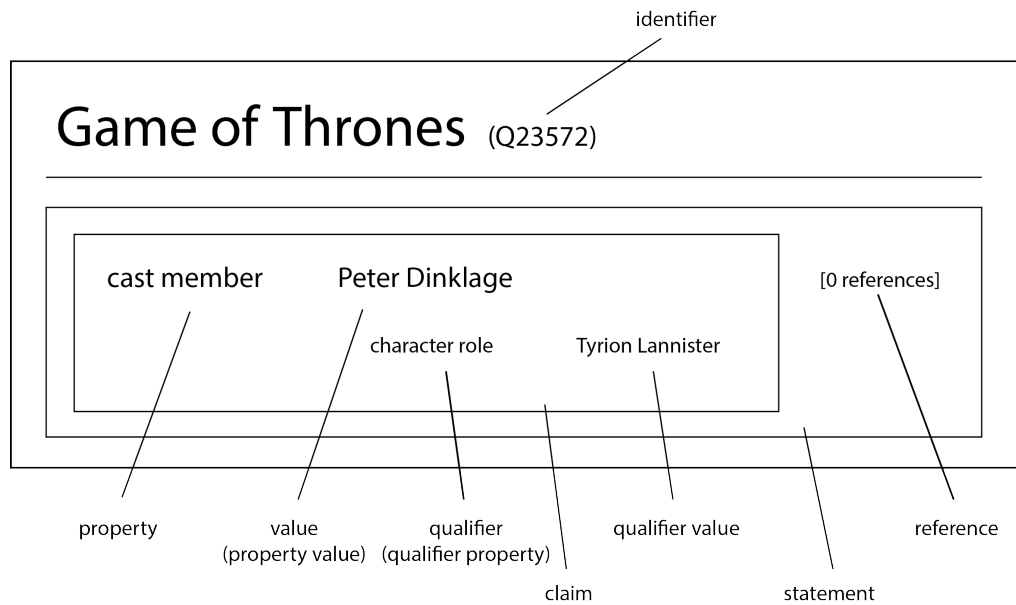 identifier
Game of Thrones (Q23572)
cast member Peter Dinklage [0 references]
character role Tyrion Lannister
property value qualifier qualifier value reference
(property value) (qualifier property)
claim statement